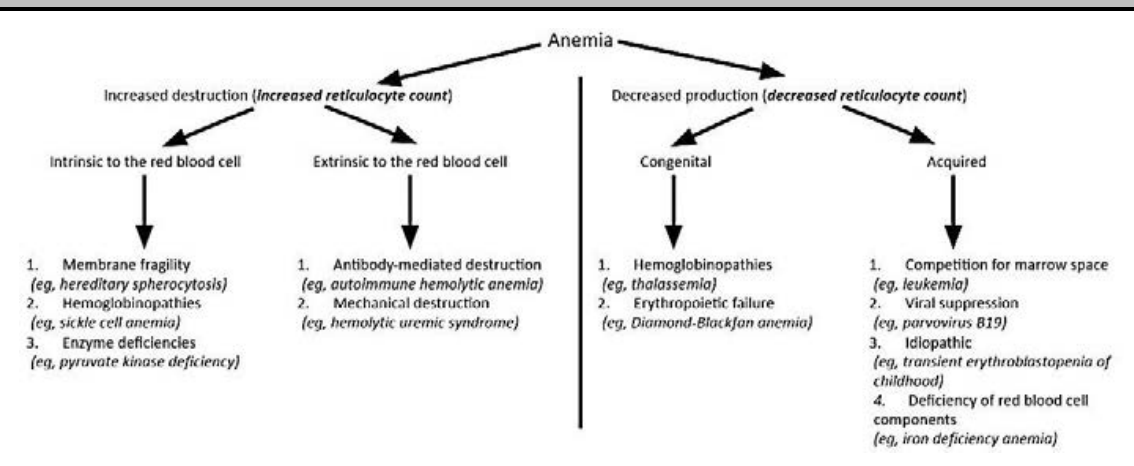 Anemia
Increased destruction (increased reticulocyte count)
Decreased production (decreased reticulocyte count)
Intrinsic to the red blood cell
Extrinsic to the red blood cell
Congenital
Acquired
1. Membrane fragility
(eg, hereditary spherocytosis)
2. Hemoglobinopathies
(eg, sickle cell anemia)
3. Enzyme deficiencies
(eg, pyruvate kinase deficiency)
1. Antibody-mediated destruction
(eg, autoimmune hemolytic anemia)
2. Mechanical destruction
(eg, hemolytic uremic syndrome)
1. Hemoglobinopathies
(eg, thalassemia)
2. Erythropoietic failure
(eg, Diamond-Blackfan anemia)
1. Competition for marrow space
(eg, leukemia)
2. Viral suppression
(eg, parvovirus B19)
3. Idiopathic
(eg, transient erythroblastopenia of
childhood)
4. Deficiency of red blood cell
components
(eg, iron deficiency anemia)